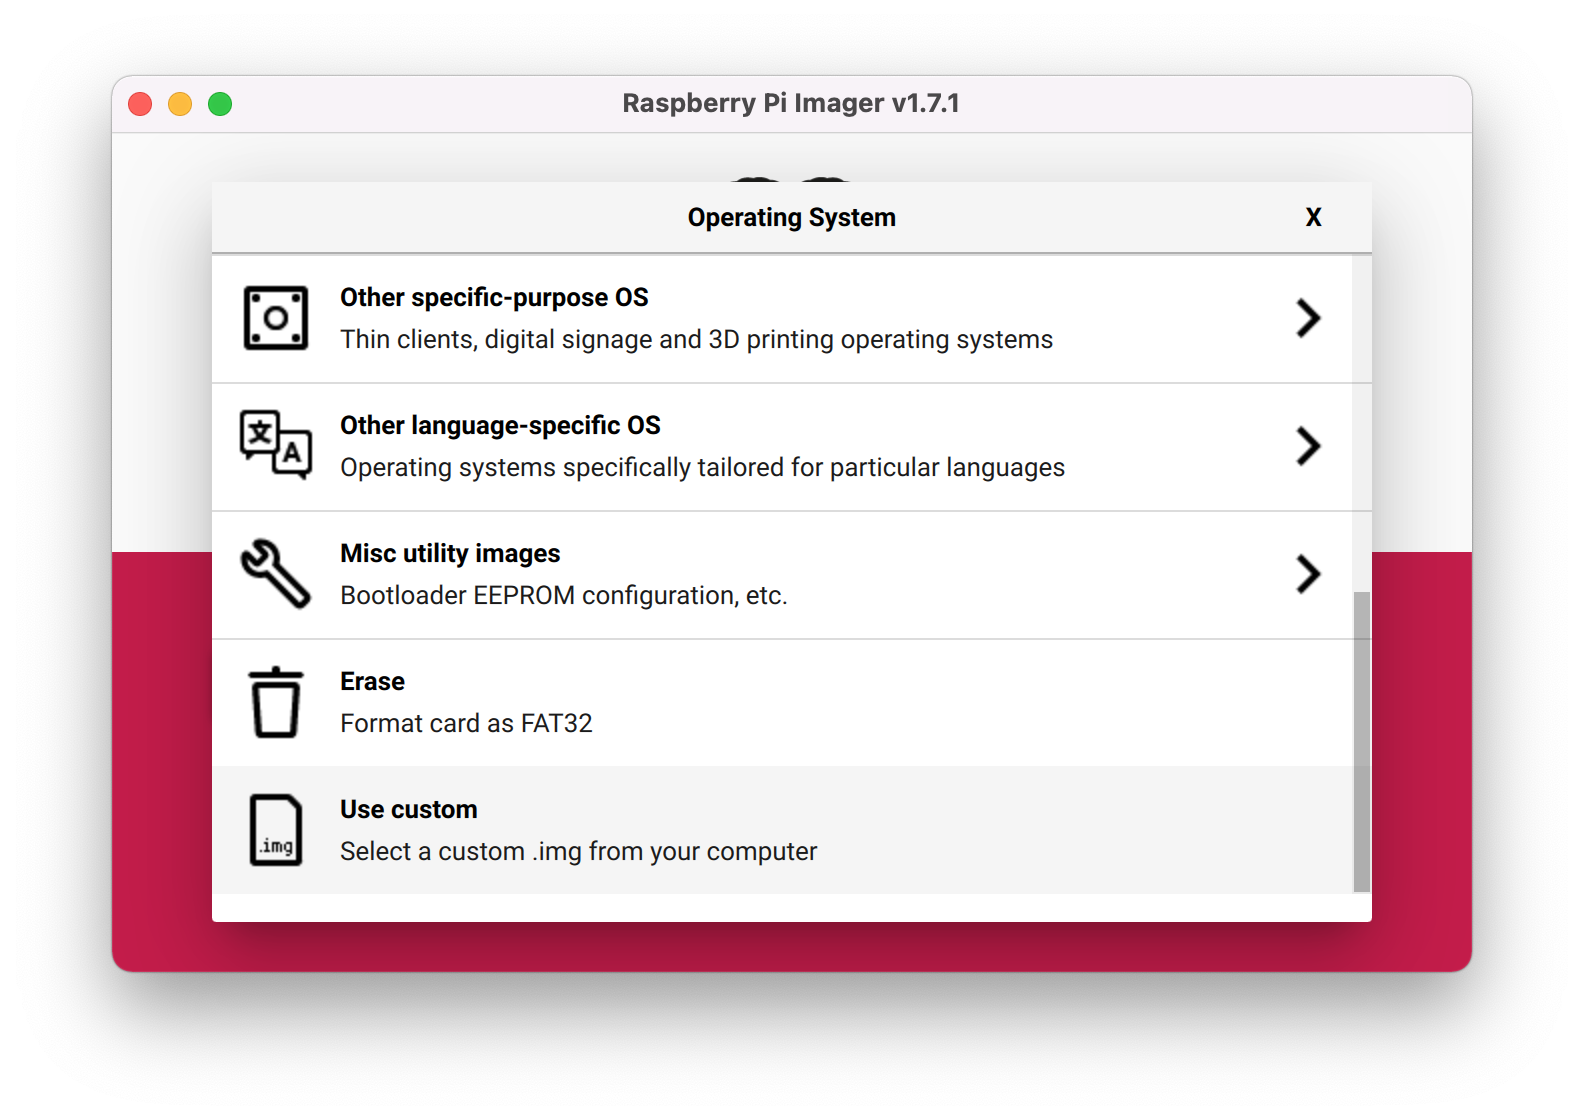 Raspberry Pi Imager v1.7.1
Operating System X
Other specific-purpose OS
Thin clients, digital signage and 3D printing operating systems
文 A
Other language-specific OS
Operating systems specifically tailored for particular languages
Misc utility images
Bootloader EEPROM configuration, etc.
Erase
Format card as FAT32
.img
Use custom
Select a custom .img from your computer